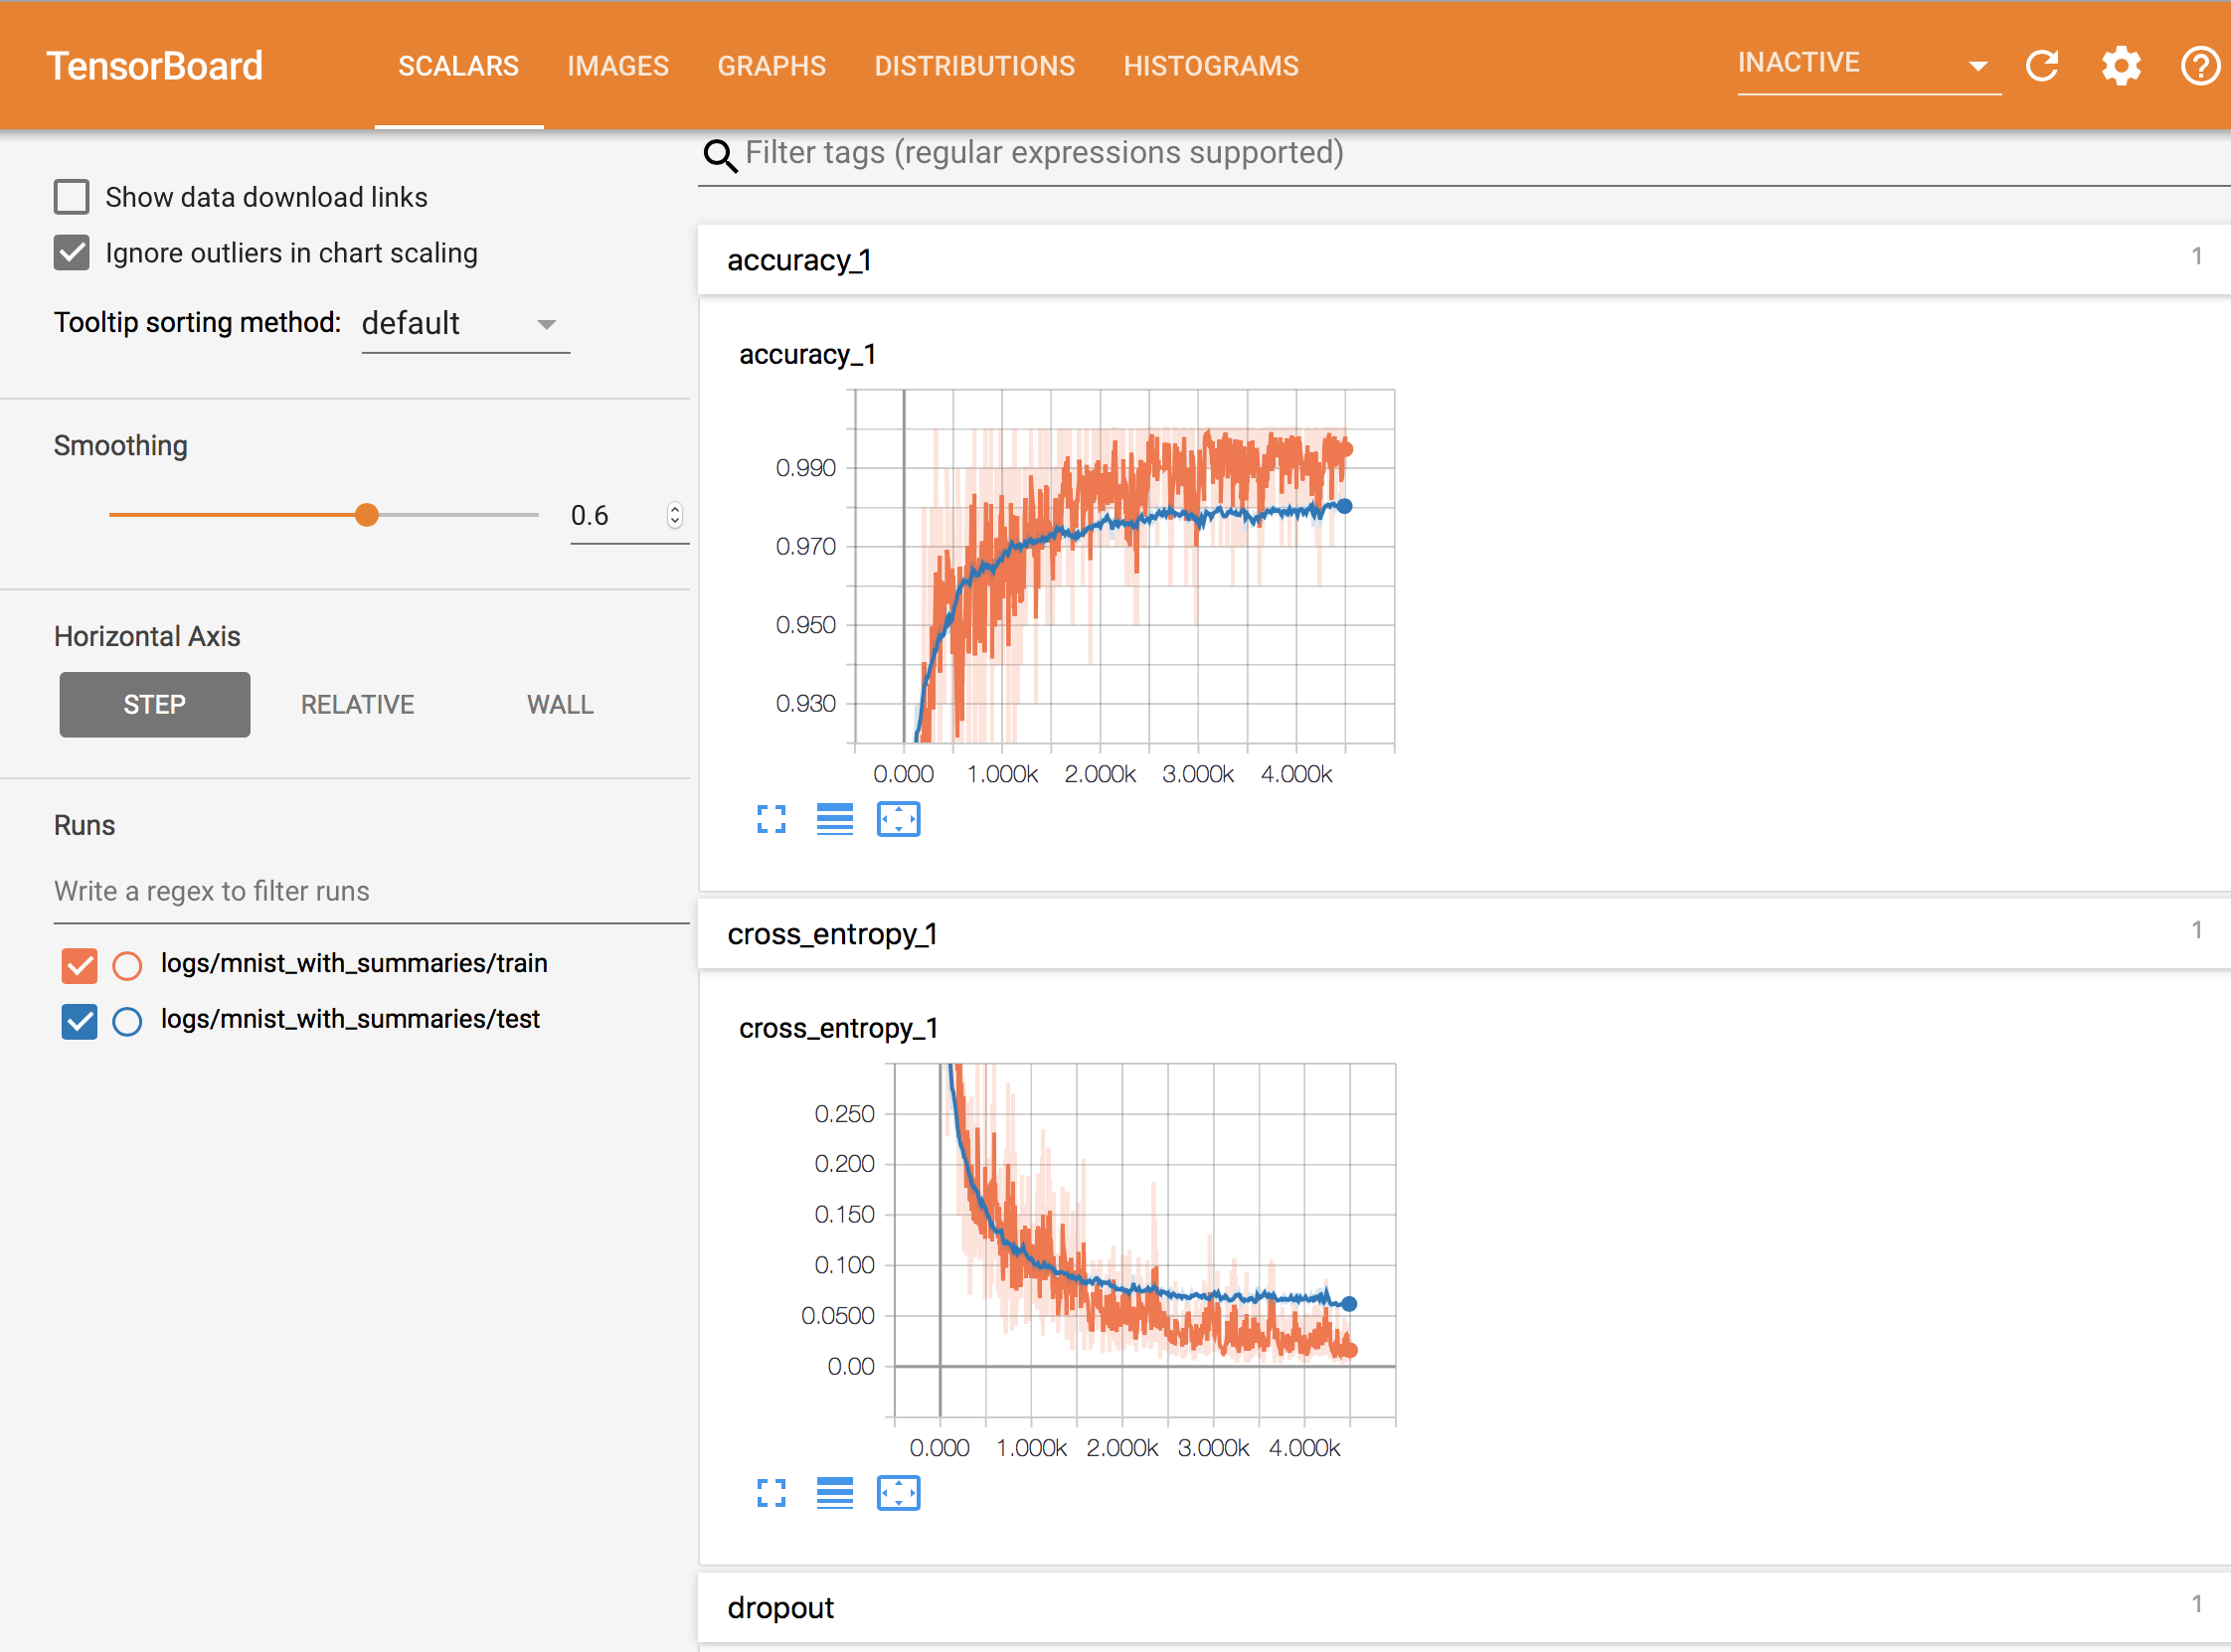 TensorBoard SCALARS IMAGES GRAPHS DISTRIBUTIONS HISTOGRAMS INACTIVE
Show data download links
Ignore outliers in chart scaling
Tooltip sorting method: default
Smoothing
0.6
Horizontal Axis
STEP RELATIVE WALL
Runs
Write a regex to filter runs
logs/mnist_with_summaries/train
logs/mnist_with_summaries/test
Filter tags (regular expressions supported)
accuracy_1 1
accuracy_1
0.990
0.970
0.950
0.930
0.000 1.000k 2.000k 3.000k 4.000k
cross_entropy_1 1
cross_entropy_1
0.250
0.200
0.150
0.100
0.0500
0.00
0.000 1.000k 2.000k 3.000k 4.000k
dropout 1